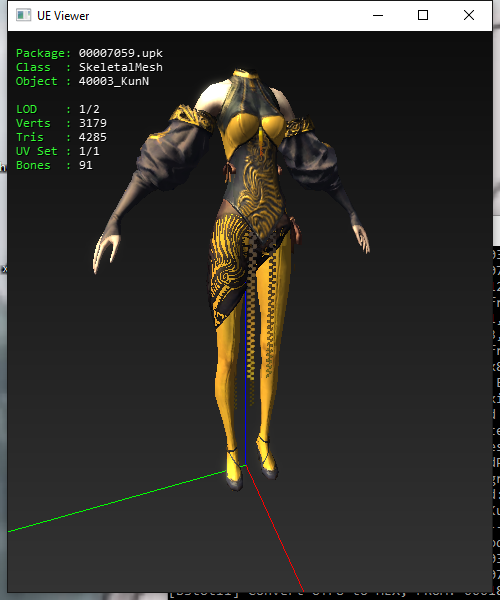 UE Viewer
Package: 00007059.upk
Class : SkeletalMesh
Object : 40003_KunN
LOD : 1/2
Verts : 3179
Tris : 4285
UV Set : 1/1
Bones : 91